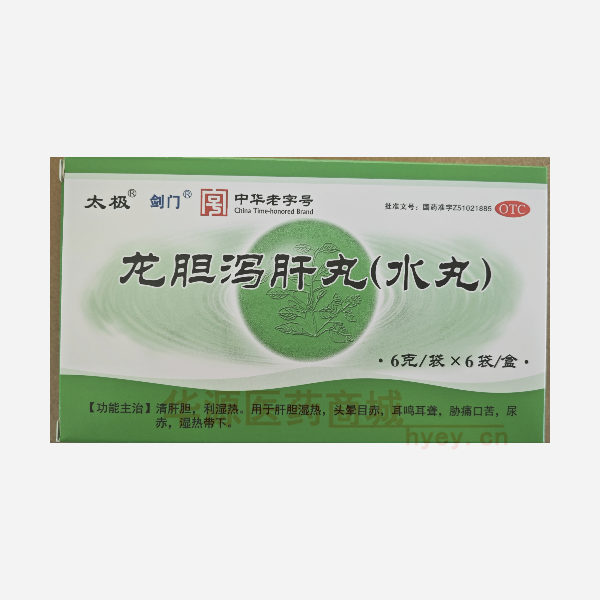 太极® 剑门® 号 中华老字号
China Time-honored Brand
批准文号：国药准字Z51021885 OTC
龙胆泻肝丸(水丸)
·6克/袋×6袋/盒·
【功能主治】清肝胆，利湿热。用于肝胆湿热，头晕目赤，耳鸣耳聋，胁痛口苦，尿
赤，湿热带下。
华源医药商城
hyey.cn